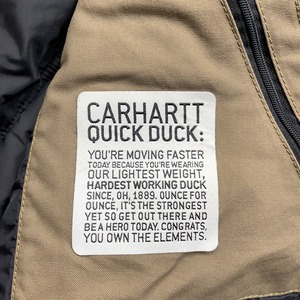 CARHARTT
QUICK DUCK:
YOU'RE MOVING FASTER
TODAY BECAUSE YOU'RE WEARING
OUR LIGHTEST WEIGHT,
HARDEST WORKING DUCK
SINCE, OH, 1889. OUNCE FOR
OUNCE, IT'S THE STRONGEST
YET SO GET OUT THERE AND
BE A HERO TODAY. CONGRATS,
YOU OWN THE ELEMENTS.